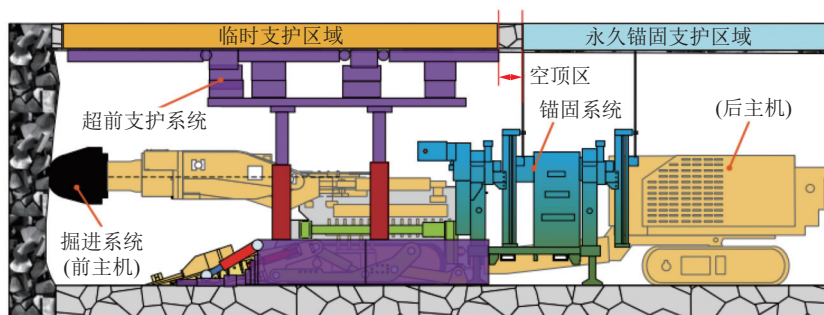 临时支护区域
永久锚固支护区域
空顶区
超前支护系统
锚固系统
(后主机)
掘进系统
(前主机)